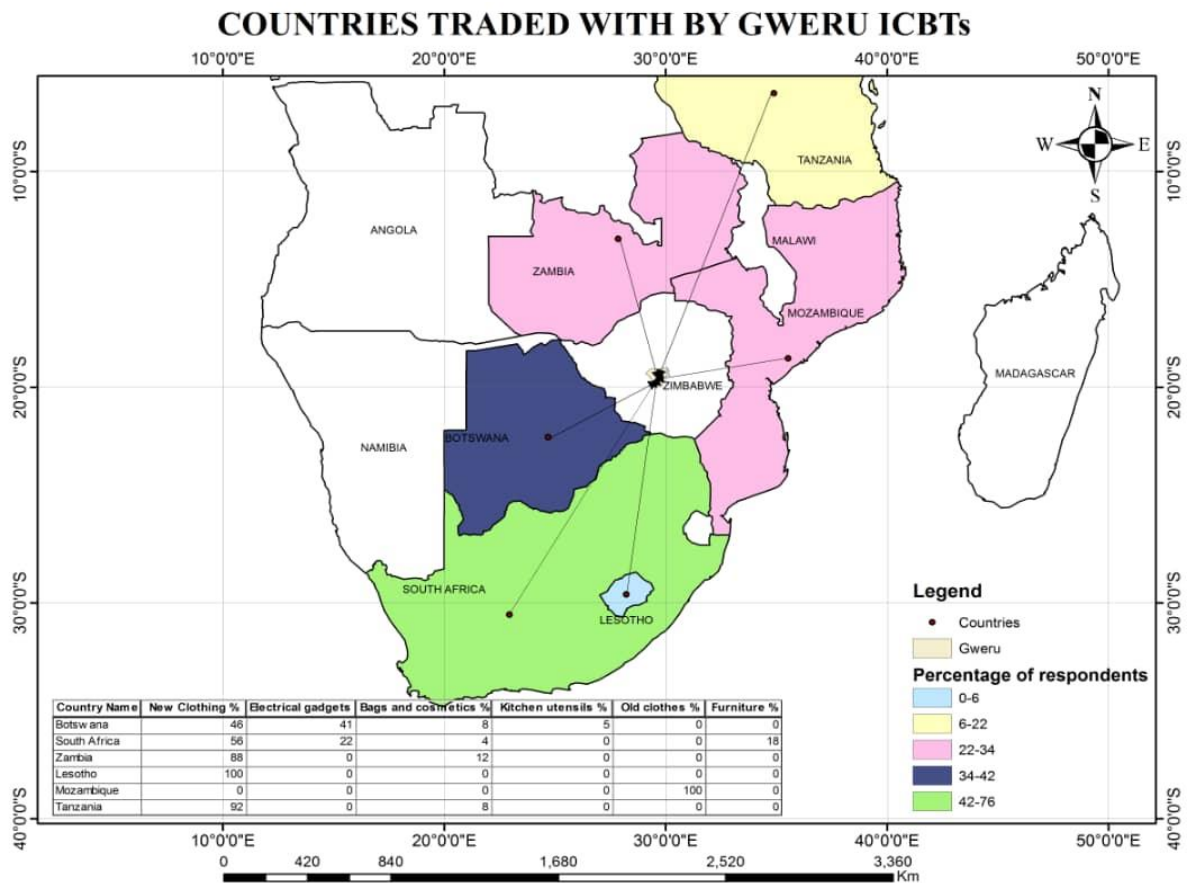 COUNTRIES TRADED WITH BY GWERU ICBTs
10°0'0"E 20°0'0"E 30°0'0"E 40°0'0"E 50°0'0"E
N
W E
S
10°0'0"S 10°0'0"S
TANZANIA
ANGOLA
MALAWI
ZAMBIA
MOZAMBIQUE
MADAGASCAR
20°0'0"S ZIMBABWE 20°0'0"S
BOTSWANA
NAMIBIA
SOUTH AFRICA
30°0'0"S LESOTHO 30°0'0"S
Legend
Countries
Gweru
Percentage of respondents
0-6
6-22
22-34
34-42
42-76
Country Name New Clothing % Electrical gadgets Bags and cosmetics % Kitchen utensils % Old clothes % Furniture %
Botswana 46 41 8 5 0 0
South Africa 56 22 4 0 0 18
Zambia 88 0 12 0 0 0
Lesotho 100 0 0 0 0 0
Mozambique 0 0 0 0 100 0
Tanzania 92 0 8 0 0 0
40°0'0"S 40°0'0"S
10°0'0"E 20°0'0"E 30°0'0"E 40°0'0"E 50°0'0"E
0 420 840 1,680 2,520 3,360
Km